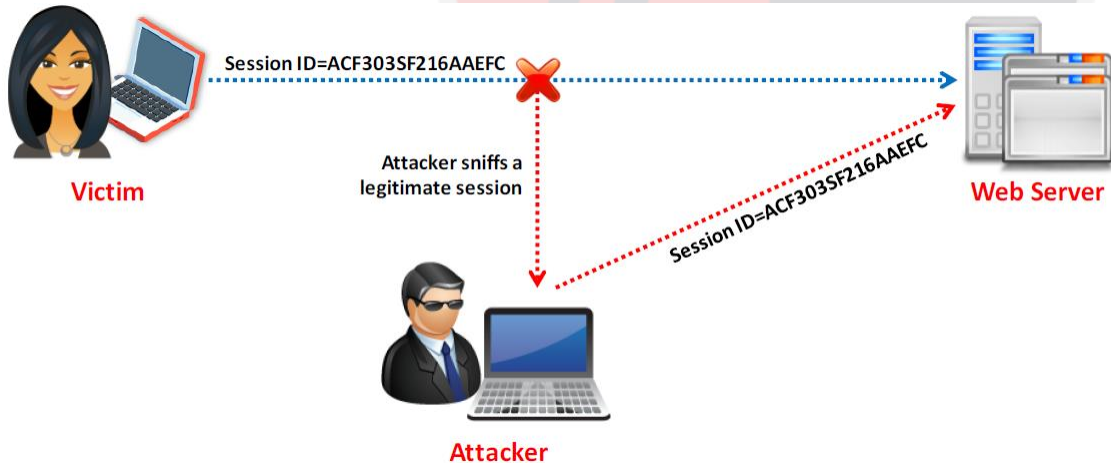 Session ID=ACF303SF216AAEFC
Attacker sniffs a
legitimate session
Victim
Session ID=ACF303SF216AAEFC
Web Server
Attacker